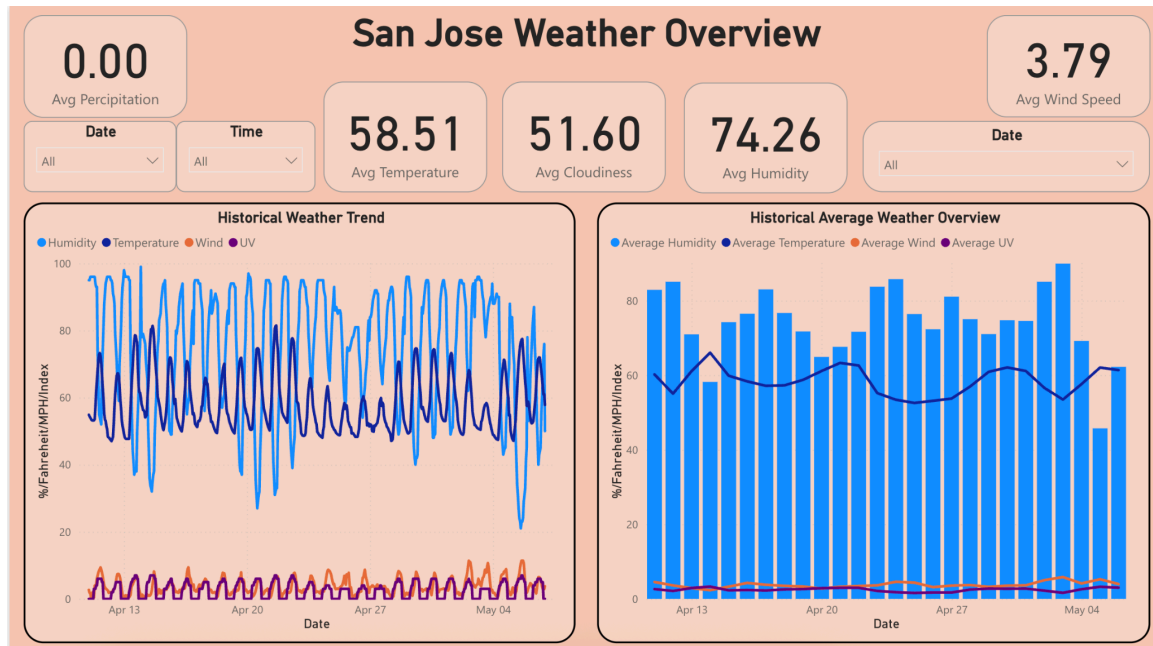 San Jose Weather Overview
0.00
Avg Percipitation
3.79
Avg Wind Speed
Date
All
Time
All
58.51
Avg Temperature
51.60
Avg Cloudiness
74.26
Avg Humidity
Date
All
Historical Weather Trend
Humidity Temperature Wind UV
%/Fahreheit/MPH/Index
100
80
60
40
20
0
Apr 13 Apr 20 Apr 27 May 04
Date
Historical Average Weather Overview
Average Humidity Average Temperature Average Wind Average UV
%/Fahreheit/MPH/Index
80
60
40
20
0
Apr 13 Apr 20 Apr 27 May 04
Date